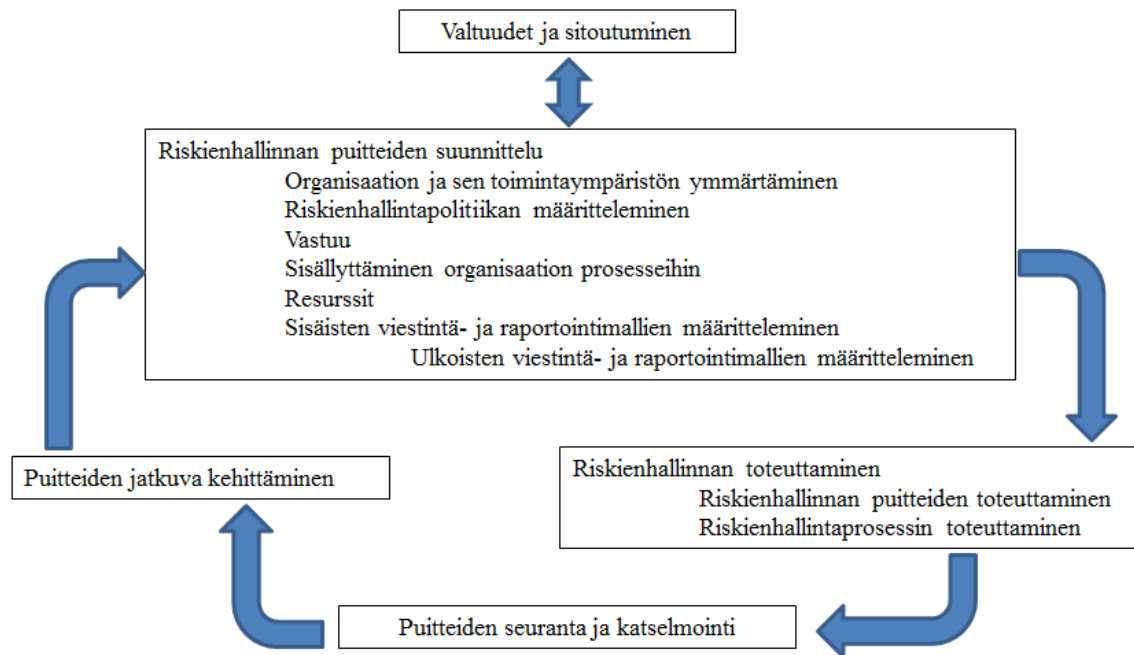 Valtuudet ja sitoutuminen
Riskienhallinnan puitteiden suunnittelu
Organisaation ja sen toimintaympäristön ymmärtäminen
Riskienhallintapolitiikan määritteleminen
Vastuu
Sisällyttäminen organisaation prosesseihin
Resurssit
Sisäisten viestintä- ja raportointimallien määritteleminen
Ulkoisten viestintä- ja raportointimallien määritteleminen
Riskienhallinnan toteuttaminen
Riskienhallinnan puitteiden toteuttaminen
Riskienhallintaprosessin toteuttaminen
Puitteiden seuranta ja katselmointi
Puitteiden jatkuva kehittäminen